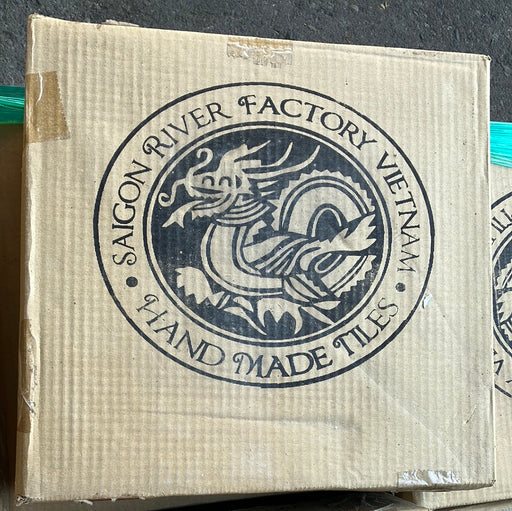 SAIGON RIVER FACTORY VIETNAM
HAND MADE TILES